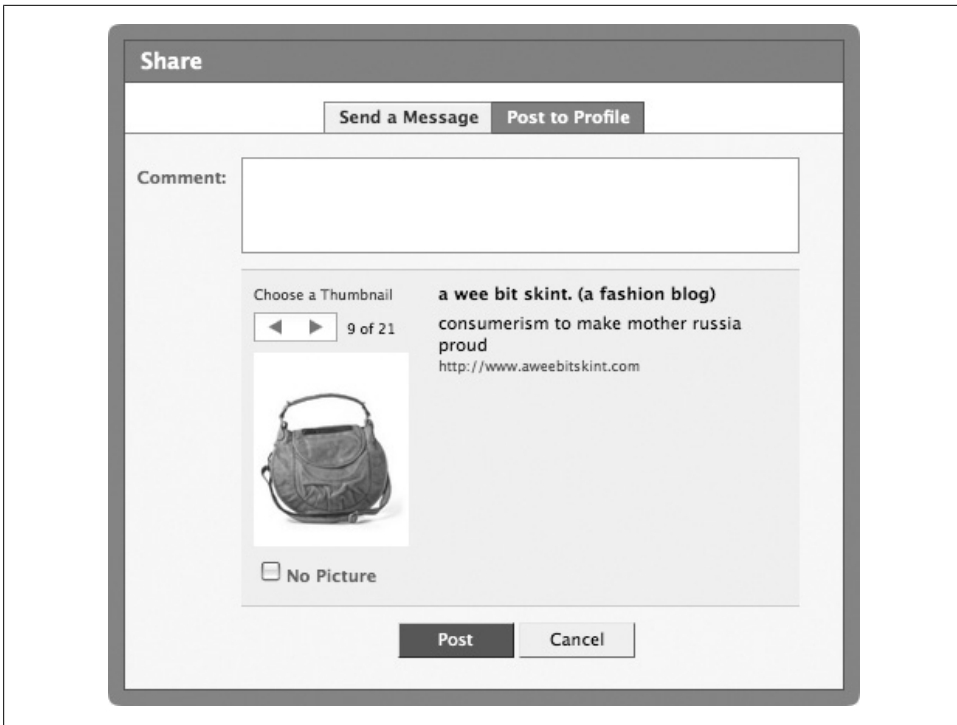 Share
Send a Message Post to Profile
Comment:
Choose a Thumbnail
9 of 21
a wee bit skint. (a fashion blog)
consumerism to make mother russia
proud
http://www.aweebitskint.com
No Picture
Post Cancel